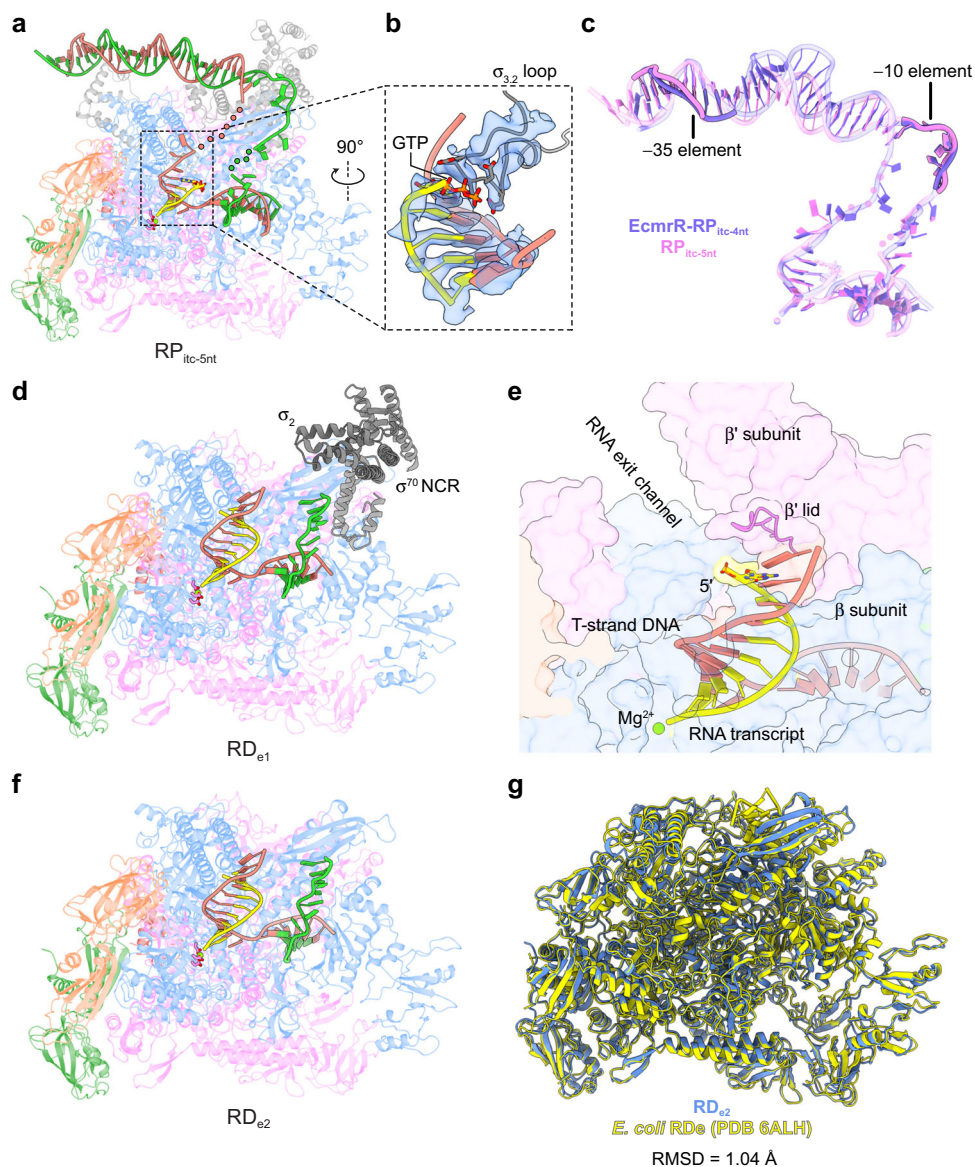 a
b
σ3.2 loop
GTP
90°
RPitc-5nt
c
–10 element
–35 element
EcmrR-RPitc-4nt
RPitc-5nt
d
σ2
σ70 NCR
RDe1
e
RNA exit channel
β' subunit
β' lid
5'
β subunit
T-strand DNA
Mg2+
RNA transcript
f
RDe2
g
RDe2
E. coli RDe (PDB 6ALH)
RMSD = 1.04 Å